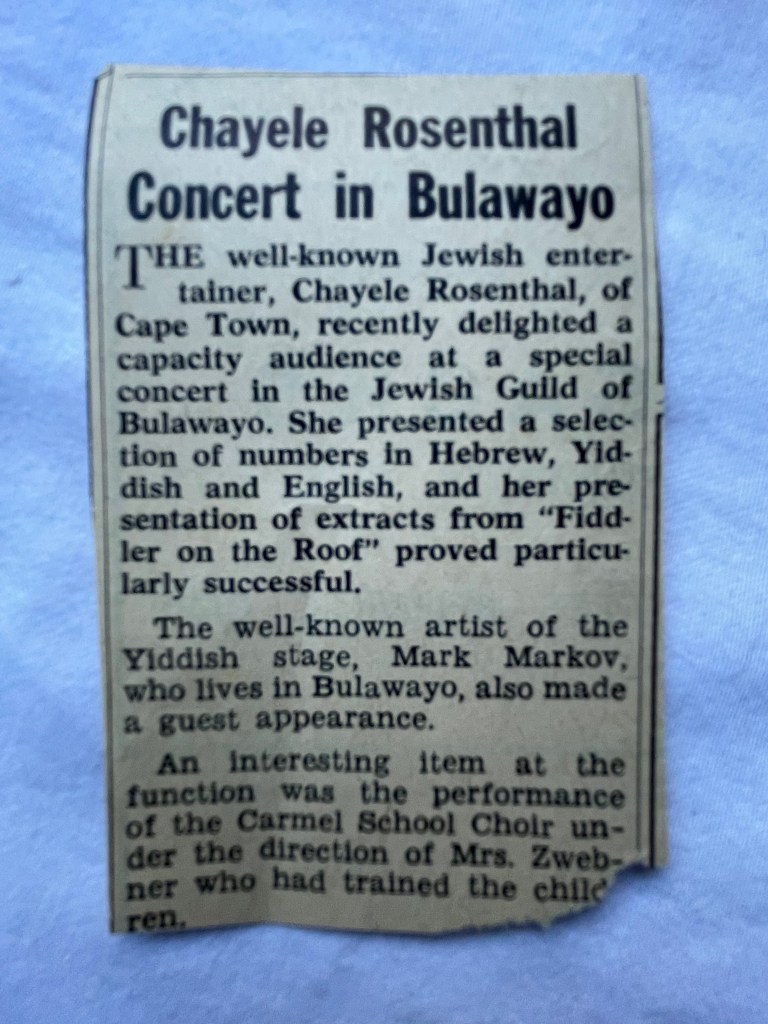 Chayele Rosenthal
Concert in Bulawayo
THE well-known Jewish enter-
tainer, Chayele Rosenthal, of
Cape Town, recently delighted a
capacity audience at a special
concert in the Jewish Guild of
Bulawayo. She presented a selec-
tion of numbers in Hebrew, Yid-
dish and English, and her pre-
sentation of extracts from "Fidd-
ler on the Roof" proved particu-
larly successful.
The well-known artist of the
Yiddish stage, Mark Markov,
who lives in Bulawayo, also made
a guest appearance.
An interesting item at the
function was the performance
of the Carmel School Choir un-
der the direction of Mrs. Zweb-
ner who had trained the child
ren.